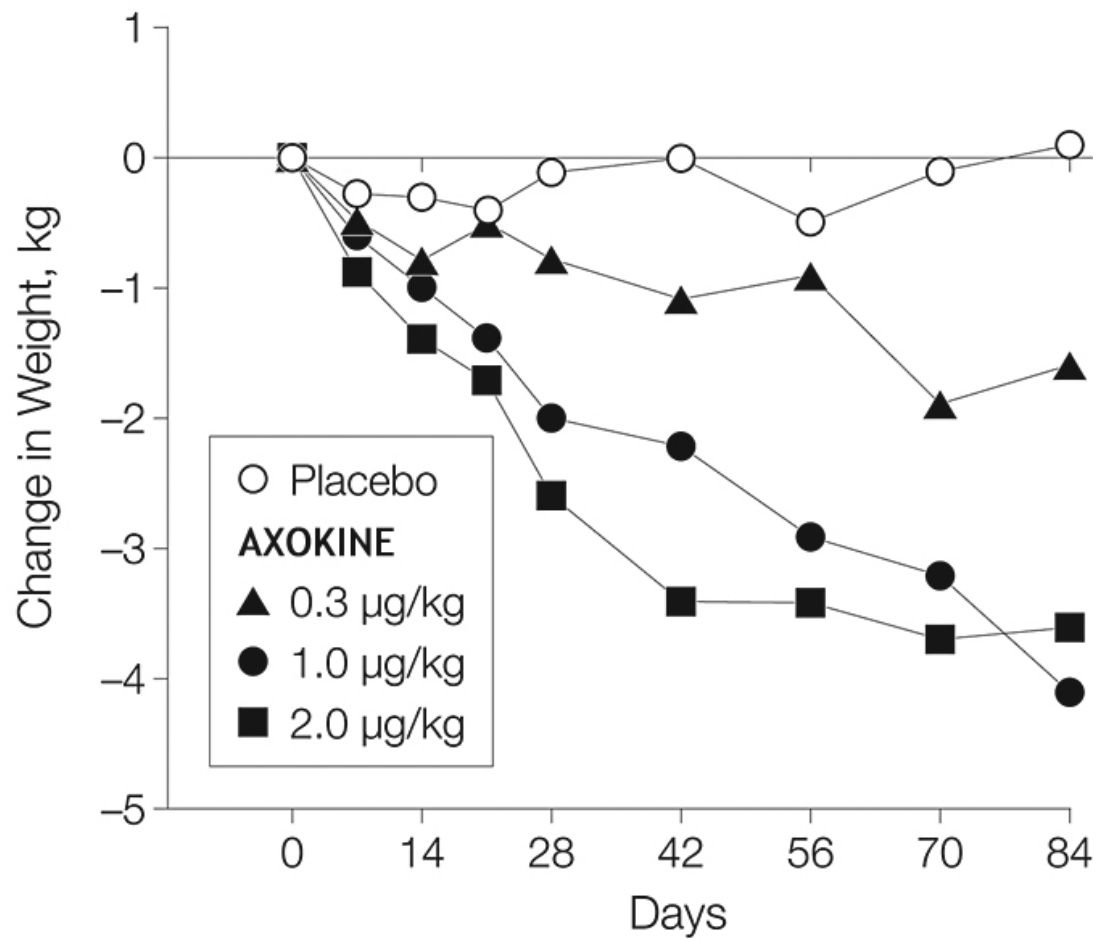 1
0
–1
–2
–3
–4
–5
Change in Weight, kg
Placebo
AXOKINE
0.3 µg/kg
1.0 µg/kg
2.0 µg/kg
0 14 28 42 56 70 84
Days